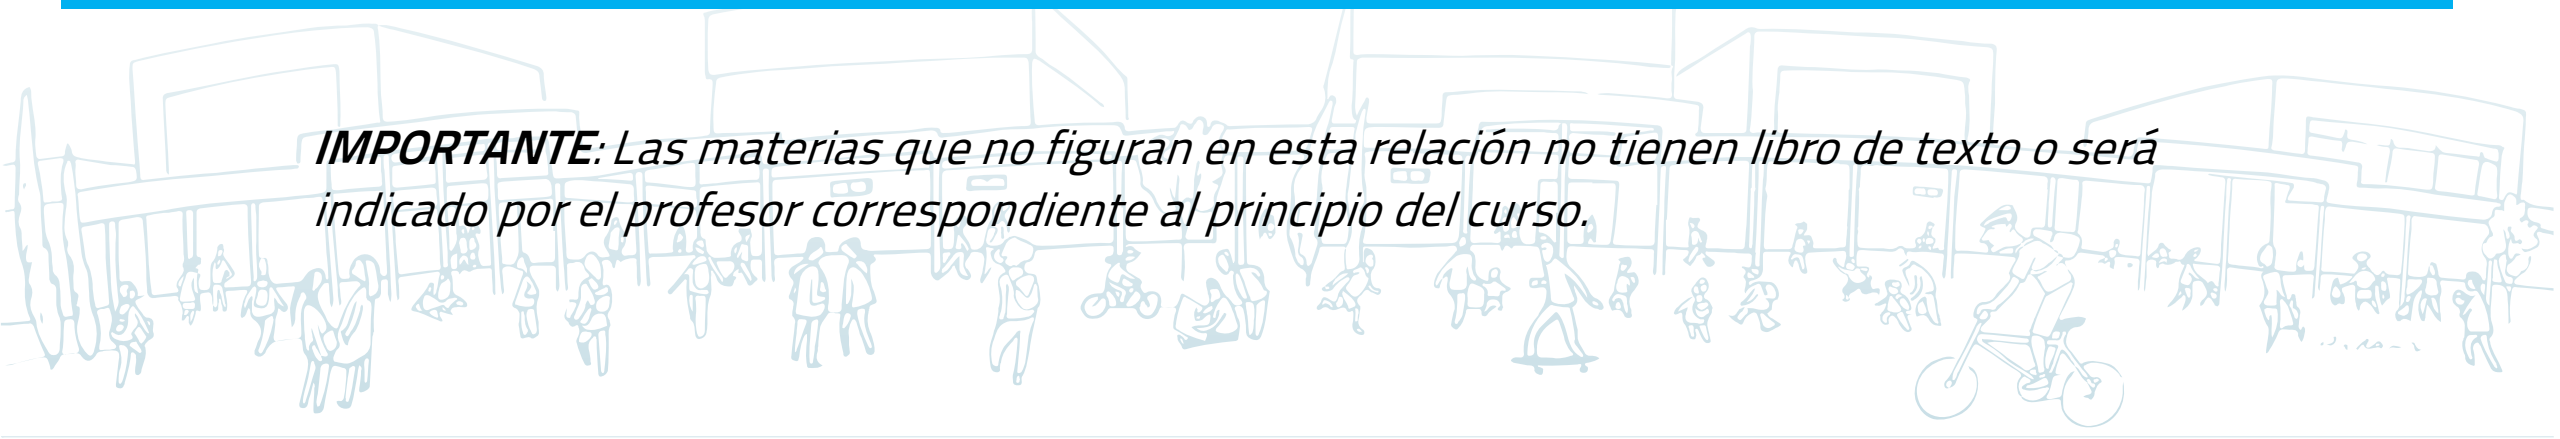 IMPORTANTE: Las materias que no figuran en esta relación no tienen libro de texto o será
indicado por el profesor correspondiente al principio del curso.